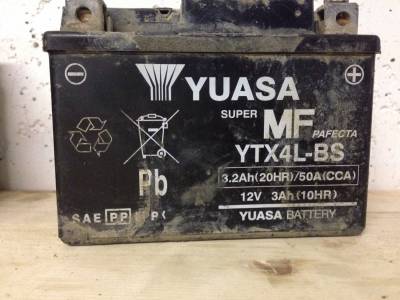 YUASA
SUPER MF PAFECTA
YTX4L-BS
3.2Ah(20HR)/50A(CCA)
12V 3Ah(10HR)
YUASA BATTERY
Pb
SAE PP